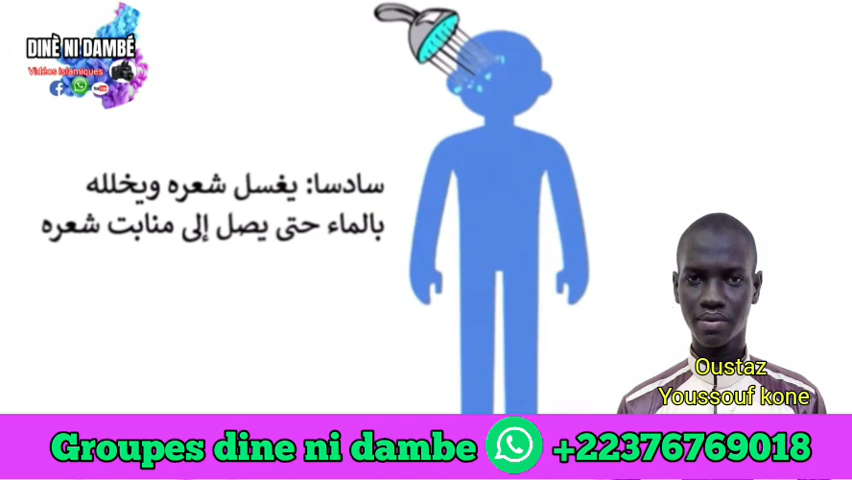 DINÈ NI DAMBÉ
Vidéos islamiques
سادسا: يغسل شعره ويخلله
بالماء حتى يصل إلى منابت شعره
Oustaz
Youssouf kone
Groupes dine ni dambe +22376769018